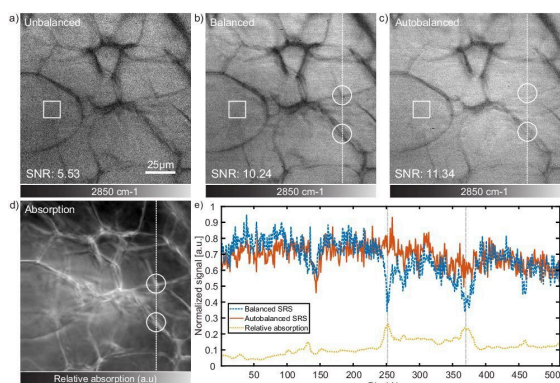 a) Unbalanced
SNR: 5.53
25µm
2850 cm-1
b) Balanced
SNR: 10.24
2850 cm-1
c) Autobalanced
SNR: 11.34
2850 cm-1
d) Absorption
Relative absorption (a.u)
e)
Normalized signal [a.u.]
1
0.9
0.8
0.7
0.6
0.5
0.4
0.3
0.2
0.1
0
Balanced SRS
Autobalanced SRS
Relative absorption
50 100 150 200 250 300 350 400 450 500